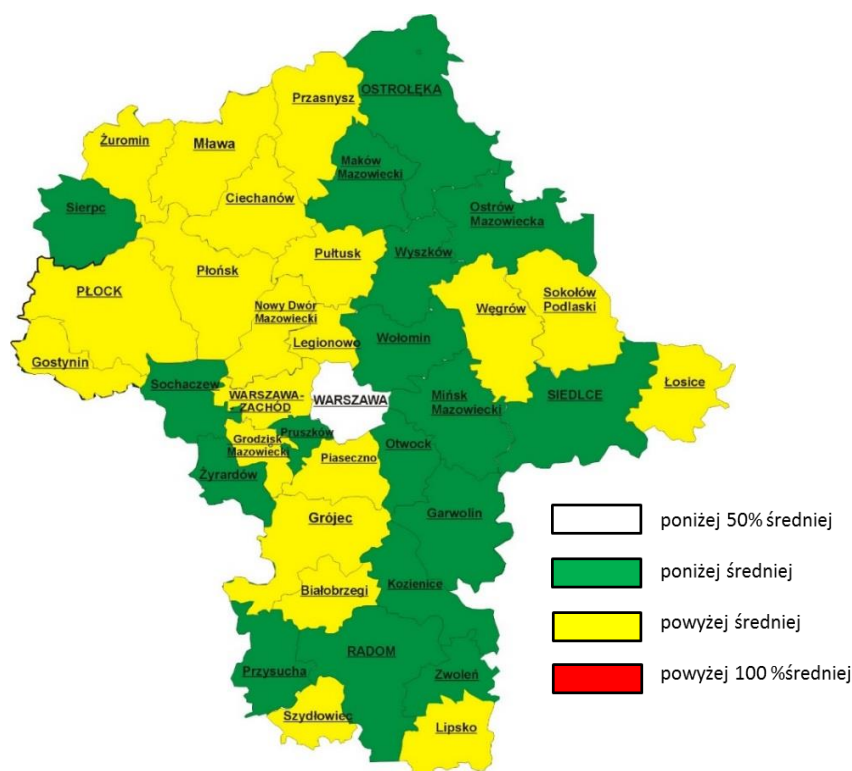 Przasnysz
OSTROŁĘKA
Żuromin
Mława
Maków
Mazowiecki
Ciechanów
Sierpc
Ostrów
Mazowiecka
Wyszków
Pułtusk
Płońsk
PŁOCK
Nowy Dwór
Mazowiecki
Węgrów
Sokołów
Podlaski
Legionowo
Wołomin
Gostynin
Sochaczew
WARSZAWA-
- ZACHÓD
WARSZAWA
Mińsk
Mazowiecki
SIEDLCE
Łosice
Pruszków
Grodzisk
Mazowiecki
Otwock
Piaseczno
Żyrardów
Garwolin
Grójec
Białobrzegi
Kozienice
RADOM
Przysucha
Zwoleń
Szydłowiec
Lipsko
poniżej 50% średniej
poniżej średniej
powyżej średniej
powyżej 100 %średniej